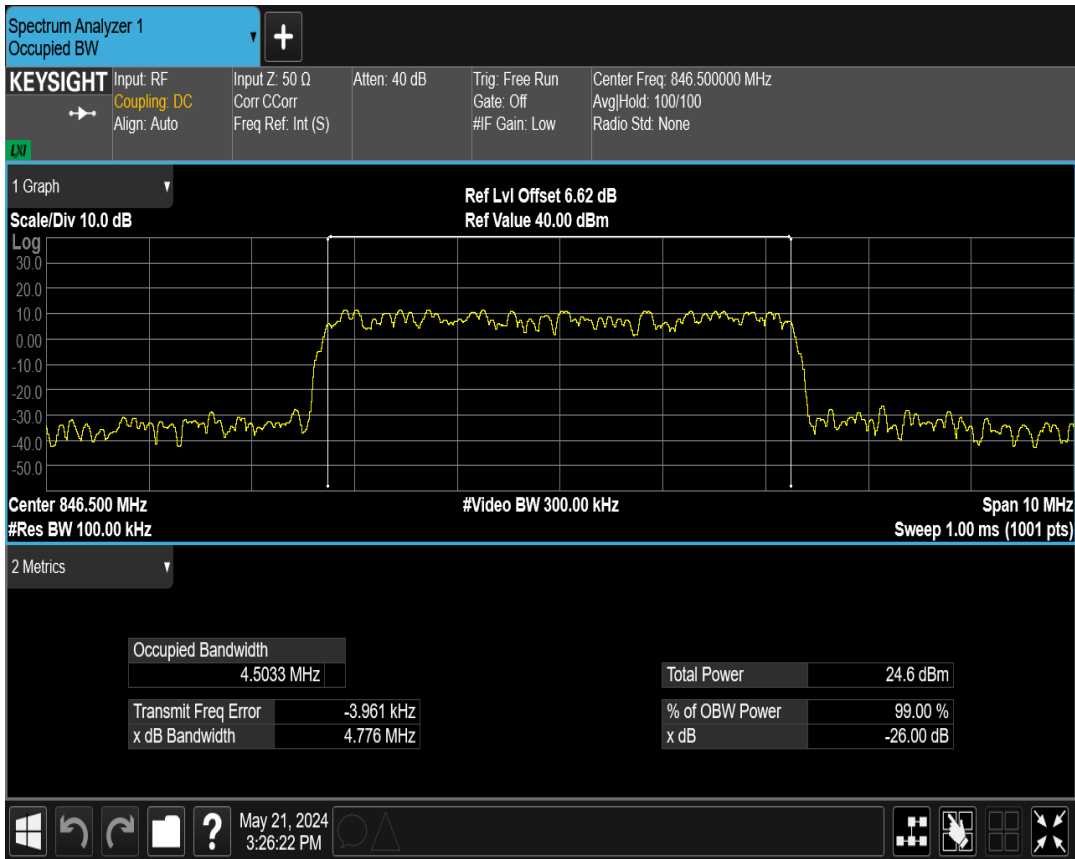 Spectrum Analyzer 1
Occupied BW
KEYSIGHT
LXI
Input: RF
Coupling: DC
Align: Auto
Input Z: 50 Ω
Corr CCorr
Freq Ref: Int (S)
Atten: 40 dB
Trig: Free Run
Gate: Off
#IF Gain: Low
Center Freq: 846.500000 MHz
Avg|Hold: 100/100
Radio Std: None
1 Graph
Scale/Div 10.0 dB
Ref Lvl Offset 6.62 dB
Ref Value 40.00 dBm
Log
30.0
20.0
10.0
0.00
-10.0
-20.0
-30.0
-40.0
-50.0
Center 846.500 MHz
#Video BW 300.00 kHz
Span 10 MHz
#Res BW 100.00 kHz
Sweep 1.00 ms (1001 pts)
2 Metrics
Occupied Bandwidth
4.5033 MHz
Total Power 24.6 dBm
Transmit Freq Error -3.961 kHz
% of OBW Power 99.00 %
x dB Bandwidth 4.776 MHz
x dB -26.00 dB
May 21, 2024
3:26:22 PM